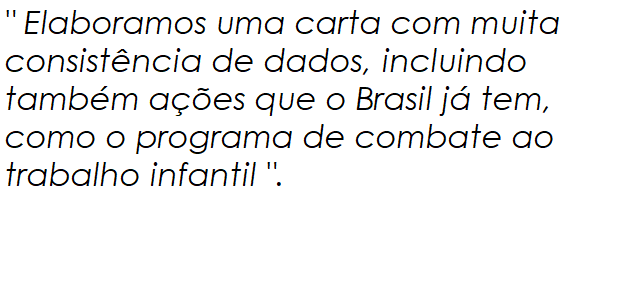 " Elaboramos uma carta com muita
consistência de dados, incluindo
também ações que o Brasil já tem,
como o programa de combate ao
trabalho infantil ".